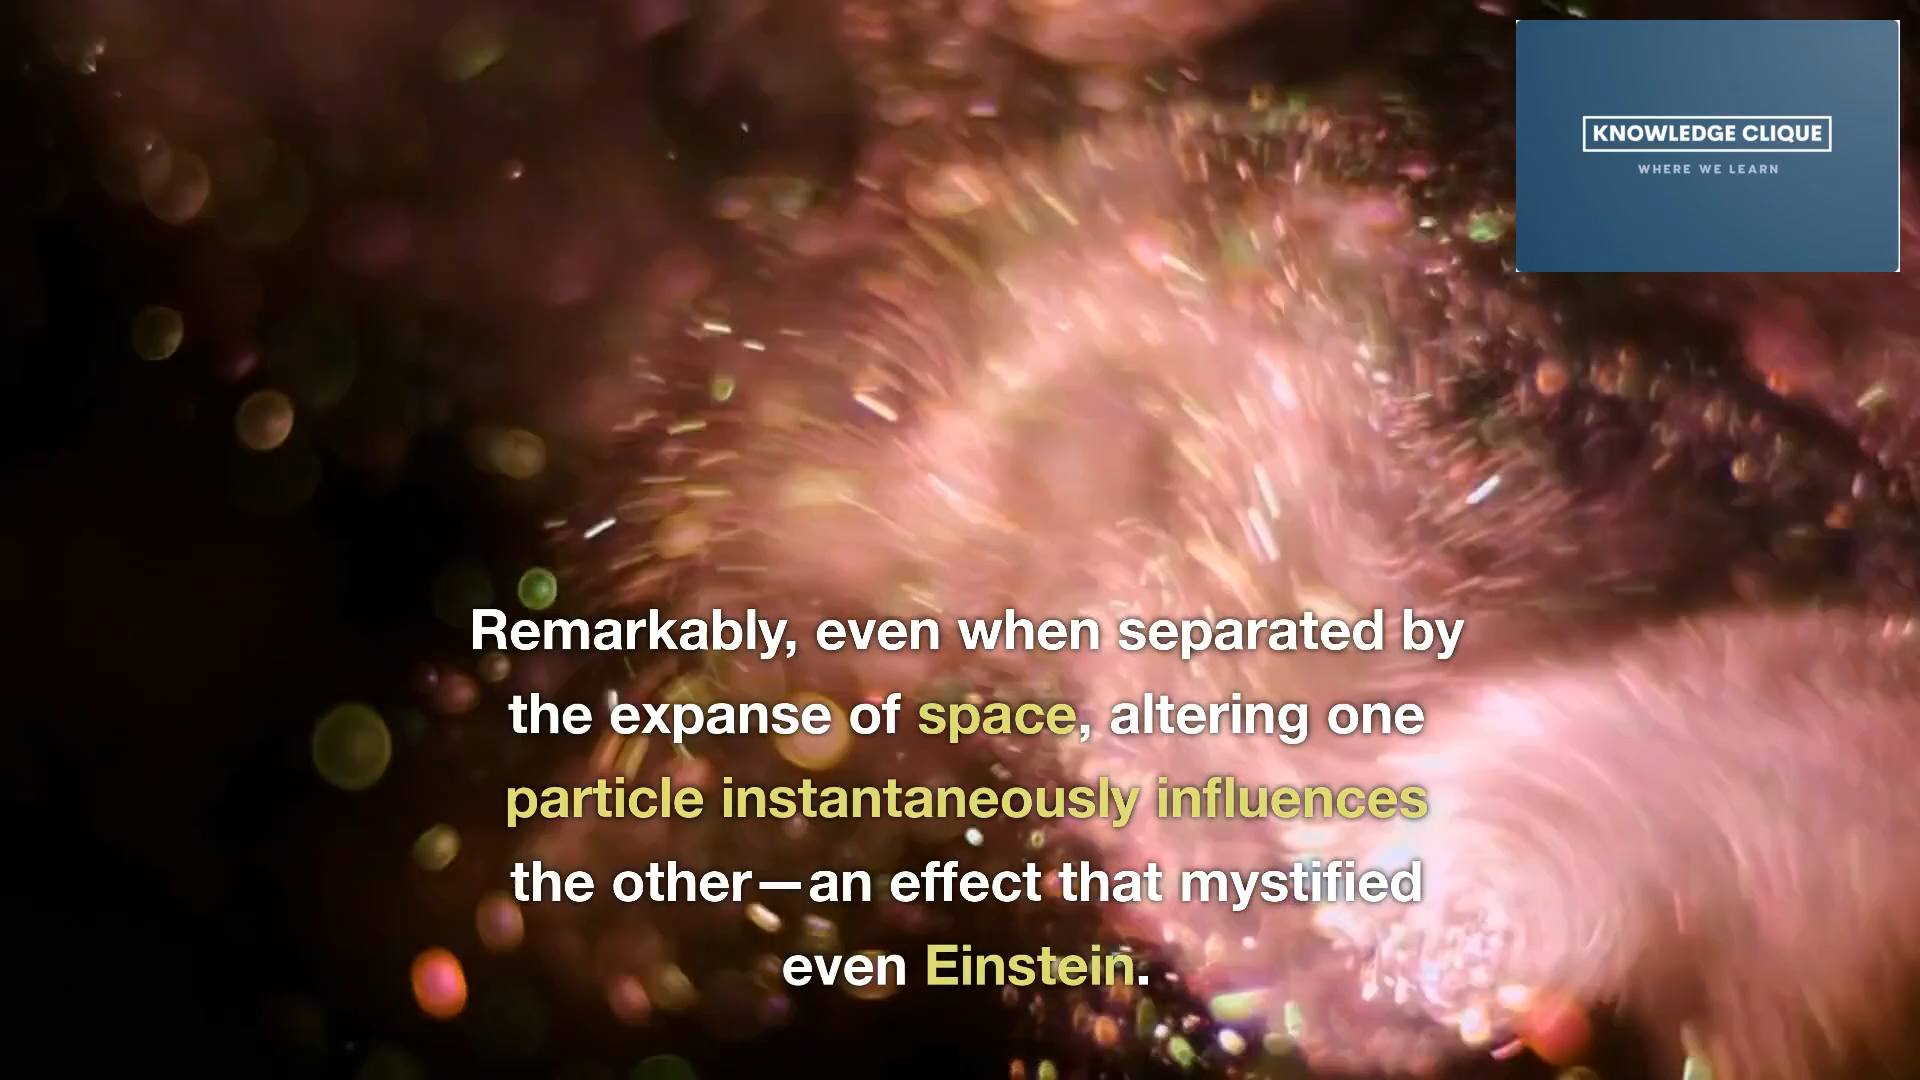 KNOWLEDGE CLIQUE
WHERE WE LEARN
Remarkably, even when separated by
the expanse of space, altering one
particle instantaneously influences
the other—an effect that mystified
even Einstein.